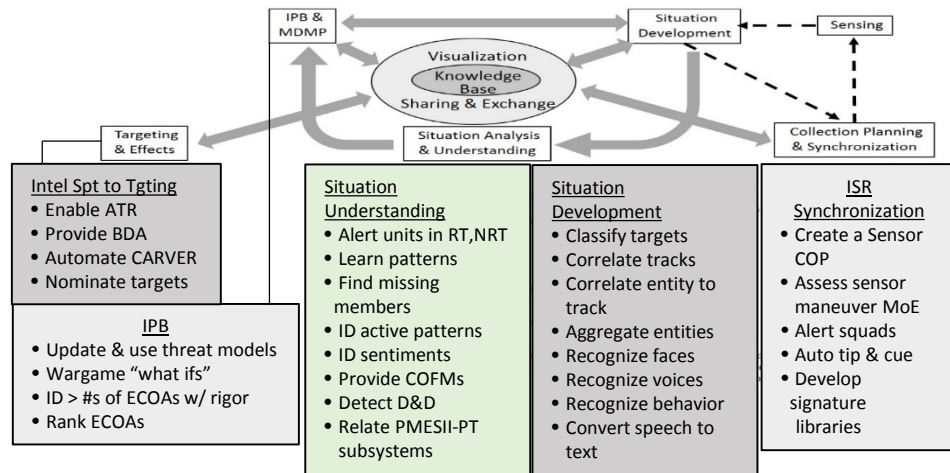 IPB &
MDMP
Situation
Development
Sensing
Visualization
Knowledge
Base
Sharing & Exchange
Targeting
& Effects
Situation Analysis
& Understanding
Collection Planning
& Synchronization
Intel Spt to Tgting
• Enable ATR
• Provide BDA
• Automate CARVER
• Nominate targets
IPB
• Update & use threat models
• Wargame “what ifs”
• ID > #s of ECOAs w/ rigor
• Rank ECOAs
Situation
Understanding
• Alert units in RT,NRT
• Learn patterns
• Find missing
members
• ID active patterns
• ID sentiments
• Provide COFMs
• Detect D&D
• Relate PMESII-PT
subsystems
Situation
Development
• Classify targets
• Correlate tracks
• Correlate entity to
track
• Aggregate entities
• Recognize faces
• Recognize voices
• Recognize behavior
• Convert speech to
text
ISR
Synchronization
• Create a Sensor
COP
• Assess sensor
maneuver MoE
• Alert squads
• Auto tip & cue
• Develop
signature
libraries